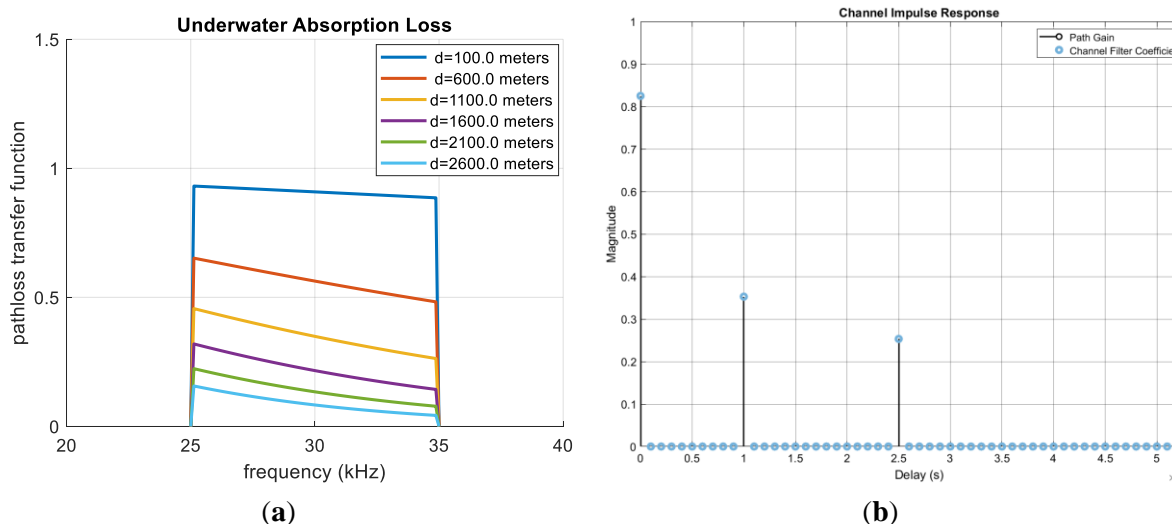 Underwater Absorption Loss
1.5
1
0.5
0
pathloss transfer function
d=100.0 meters
d=600.0 meters
d=1100.0 meters
d=1600.0 meters
d=2100.0 meters
d=2600.0 meters
20 25 30 35 40
frequency (kHz)
(a)
Channel Impulse Response
1
0.9
0.8
0.7
0.6
0.5
0.4
0.3
0.2
0.1
0
Magnitude
Path Gain
Channel Filter Coefficie
0 0.5 1 1.5 2 2.5 3 3.5 4 4.5 5
Delay (s)
(b)